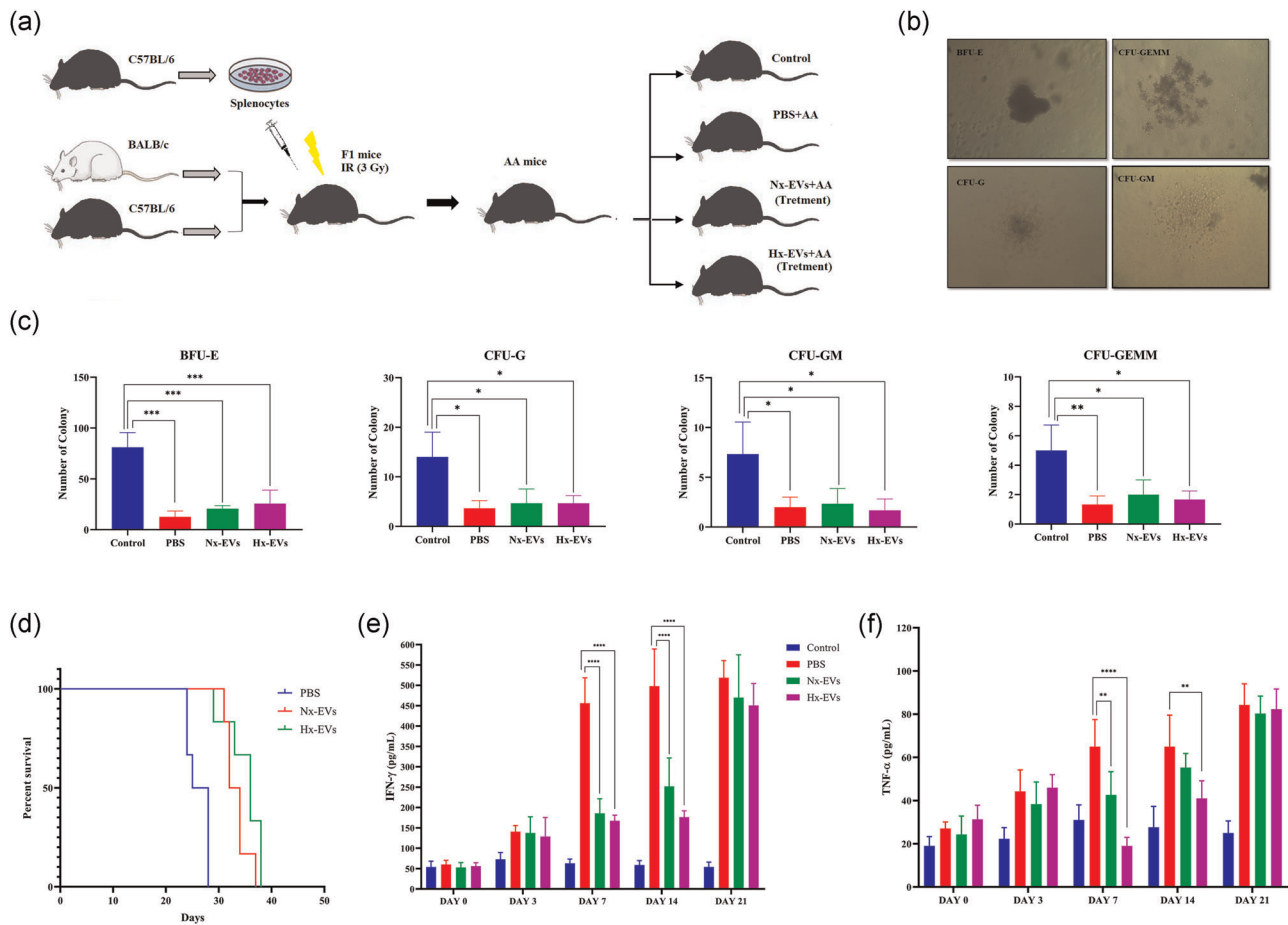 (a)
C57BL/6
Splenocytes
BALB/c
C57BL/6
F1 mice
IR (3 Gy)
AA mice
Control
PBS+AA
Nx-EVs+AA
(Tretment)
Hx-EVs+AA
(Tretment)
(b)
BFU-E
CFU-GEMM
CFU-G
CFU-GM
(c)
BFU-E
Number of Colony
150
100
50
0
***
***
***
Control PBS Nx-EVs Hx-EVs
CFU-G
Number of Colony
30
20
10
0
*
*
*
Control PBS Nx-EVs Hx-EVs
CFU-GM
Number of Colony
15
10
5
0
*
*
*
Control PBS Nx-EVs Hx-EVs
CFU-GEMM
Number of Colony
8
6
4
2
0
*
*
**
Control PBS Nx-EVs Hx-EVs
(d)
Percent survival
100
50
0
0 10 20 30 40 50
Days
PBS
Nx-EVs
Hx-EVs
(e)
IFN-γ (pg/mL)
600
550
500
450
400
350
300
250
200
150
100
50
0
****
****
****
****
DAY 0 DAY 3 DAY 7 DAY 14 DAY 21
Control
PBS
Nx-EVs
Hx-EVs
(f)
TNF-α (pg/mL)
120
100
80
60
40
20
0
****
**
**
DAY 0 DAY 3 DAY 7 DAY 14 DAY 21